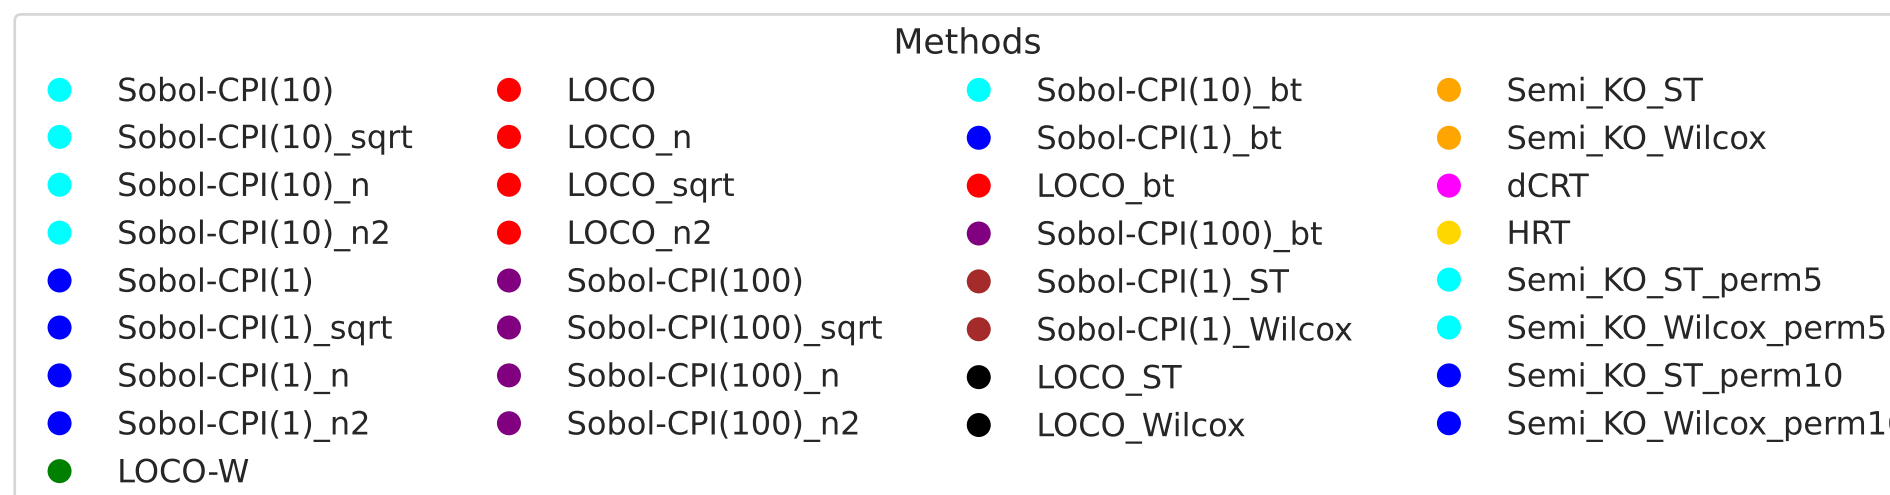 Methods
Sobol-CPI(10)
Sobol-CPI(10)_sqrt
Sobol-CPI(10)_n
Sobol-CPI(10)_n2
Sobol-CPI(1)
Sobol-CPI(1)_sqrt
Sobol-CPI(1)_n
Sobol-CPI(1)_n2
LOCO-W
LOCO
LOCO_n
LOCO_sqrt
LOCO_n2
Sobol-CPI(100)
Sobol-CPI(100)_sqrt
Sobol-CPI(100)_n
Sobol-CPI(100)_n2
Sobol-CPI(10)_bt
Sobol-CPI(1)_bt
LOCO_bt
Sobol-CPI(100)_bt
Sobol-CPI(1)_ST
Sobol-CPI(1)_Wilcox
LOCO_ST
LOCO_Wilcox
Semi_KO_ST
Semi_KO_Wilcox
dCRT
HRT
Semi_KO_ST_perm5
Semi_KO_Wilcox_perm5
Semi_KO_ST_perm10
Semi_KO_Wilcox_perm10